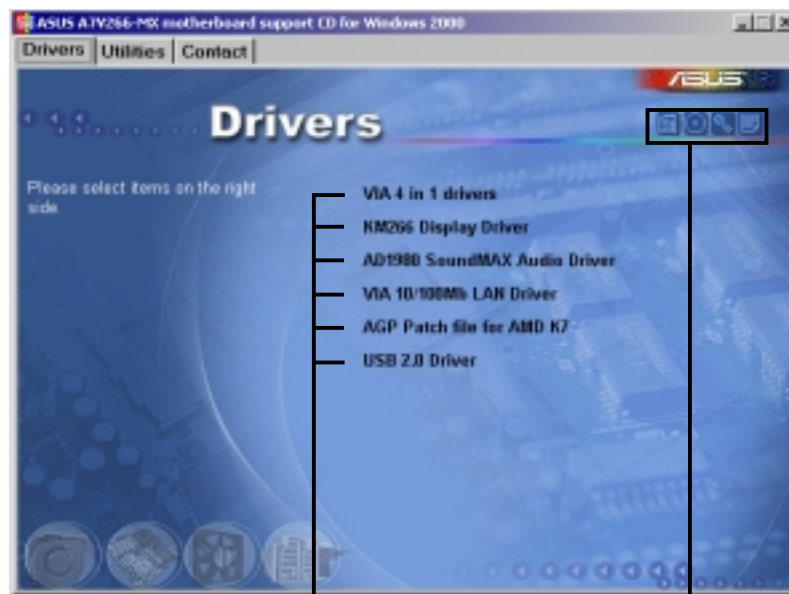 ASUS A7V266-MX motherboard support CD for Windows 2000
Drivers Utilities Contact
ASUS
Drivers
Please select items on the right
side.
VIA 4 in 1 drivers
KM266 Display Driver
AD1980 SoundMAX Audio Driver
VIA 10/100Mb LAN Driver
AGP Patch file for AMD K7
USB 2.0 Driver